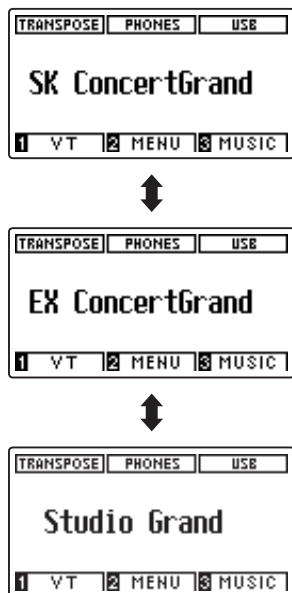 TRANSPOSE PHONES USB
SK ConcertGrand
1 VT 2 MENU 3 MUSIC
TRANSPOSE PHONES USB
EX ConcertGrand
1 VT 2 MENU 3 MUSIC
TRANSPOSE PHONES USB
Studio Grand
1 VT 2 MENU 3 MUSIC